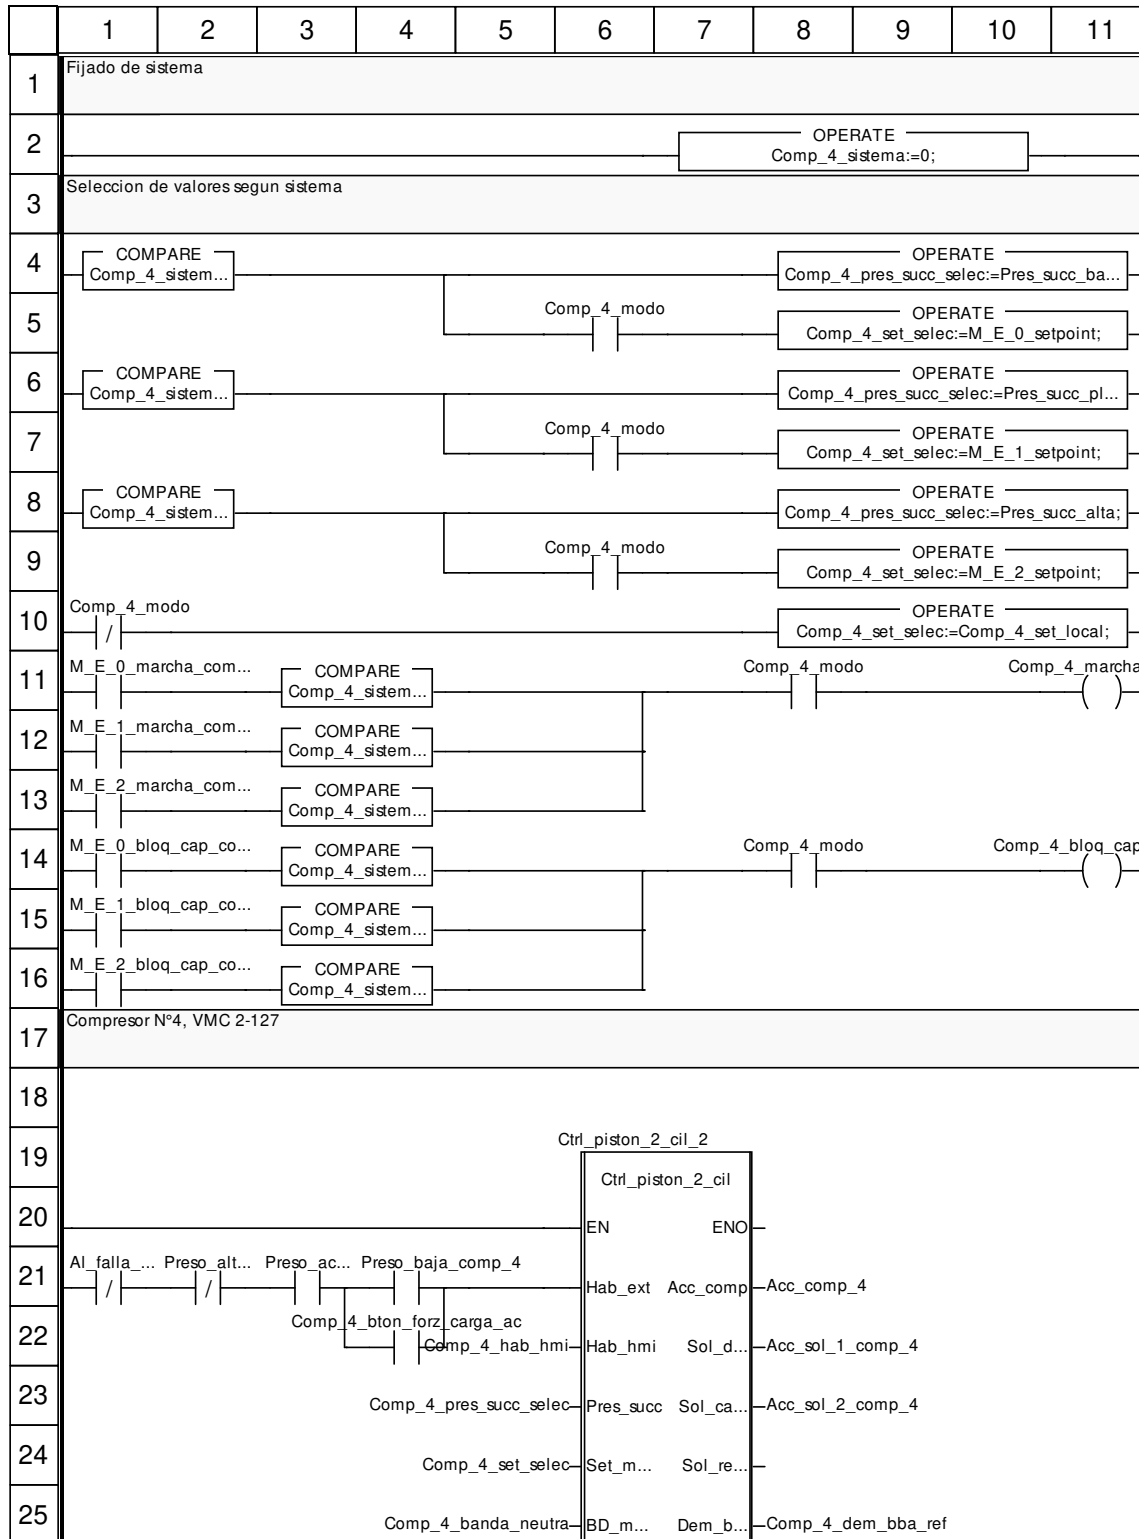 1 2 3 4 5 6 7 8 9 10 11
1 Fijado de sistema
2 OPERATE
Comp_4_sistema:=0;
3 Seleccion de valores segun sistema
4 COMPARE OPERATE
Comp_4_sistem... Comp_4_pres_succ_selec:=Pres_succ_ba...
5 Comp_4_modo OPERATE
Comp_4_set_selec:=M_E_0_setpoint;
6 COMPARE OPERATE
Comp_4_sistem... Comp_4_pres_succ_selec:=Pres_succ_pl...
7 Comp_4_modo OPERATE
Comp_4_set_selec:=M_E_1_setpoint;
8 COMPARE OPERATE
Comp_4_sistem... Comp_4_pres_succ_selec:=Pres_succ_alta;
9 Comp_4_modo OPERATE
Comp_4_set_selec:=M_E_2_setpoint;
10 Comp_4_modo OPERATE
Comp_4_set_selec:=Comp_4_set_local;
11 M_E_0_marcha_com... COMPARE Comp_4_modo Comp_4_marcha
Comp_4_sistem...
12 M_E_1_marcha_com... COMPARE
Comp_4_sistem...
13 M_E_2_marcha_com... COMPARE
Comp_4_sistem...
14 M_E_0_bloq_cap_co... COMPARE Comp_4_modo Comp_4_bloq_cap
Comp_4_sistem...
15 M_E_1_bloq_cap_co... COMPARE
Comp_4_sistem...
16 M_E_2_bloq_cap_co... COMPARE
Comp_4_sistem...
17 Compresor N°4, VMC 2-127
18
19 Ctrl_piston_2_cil_2
Ctrl_piston_2_cil
20 EN ENO
21 Al_falla_... Preso_alt... Preso_ac... Preso_baja_comp_4
Hab_ext Acc_comp Acc_comp_4
22 Comp_4_bton_forz_carga_ac
Comp_4_hab_hmi Hab_hmi Sol_d... Acc_sol_1_comp_4
23 Comp_4_pres_succ_selec Pres_succ Sol_ca... Acc_sol_2_comp_4
24 Comp_4_set_selec Set_m... Sol_re...
25 Comp_4_banda_neutra BD_m... Dem_b... Comp_4_dem_bba_ref